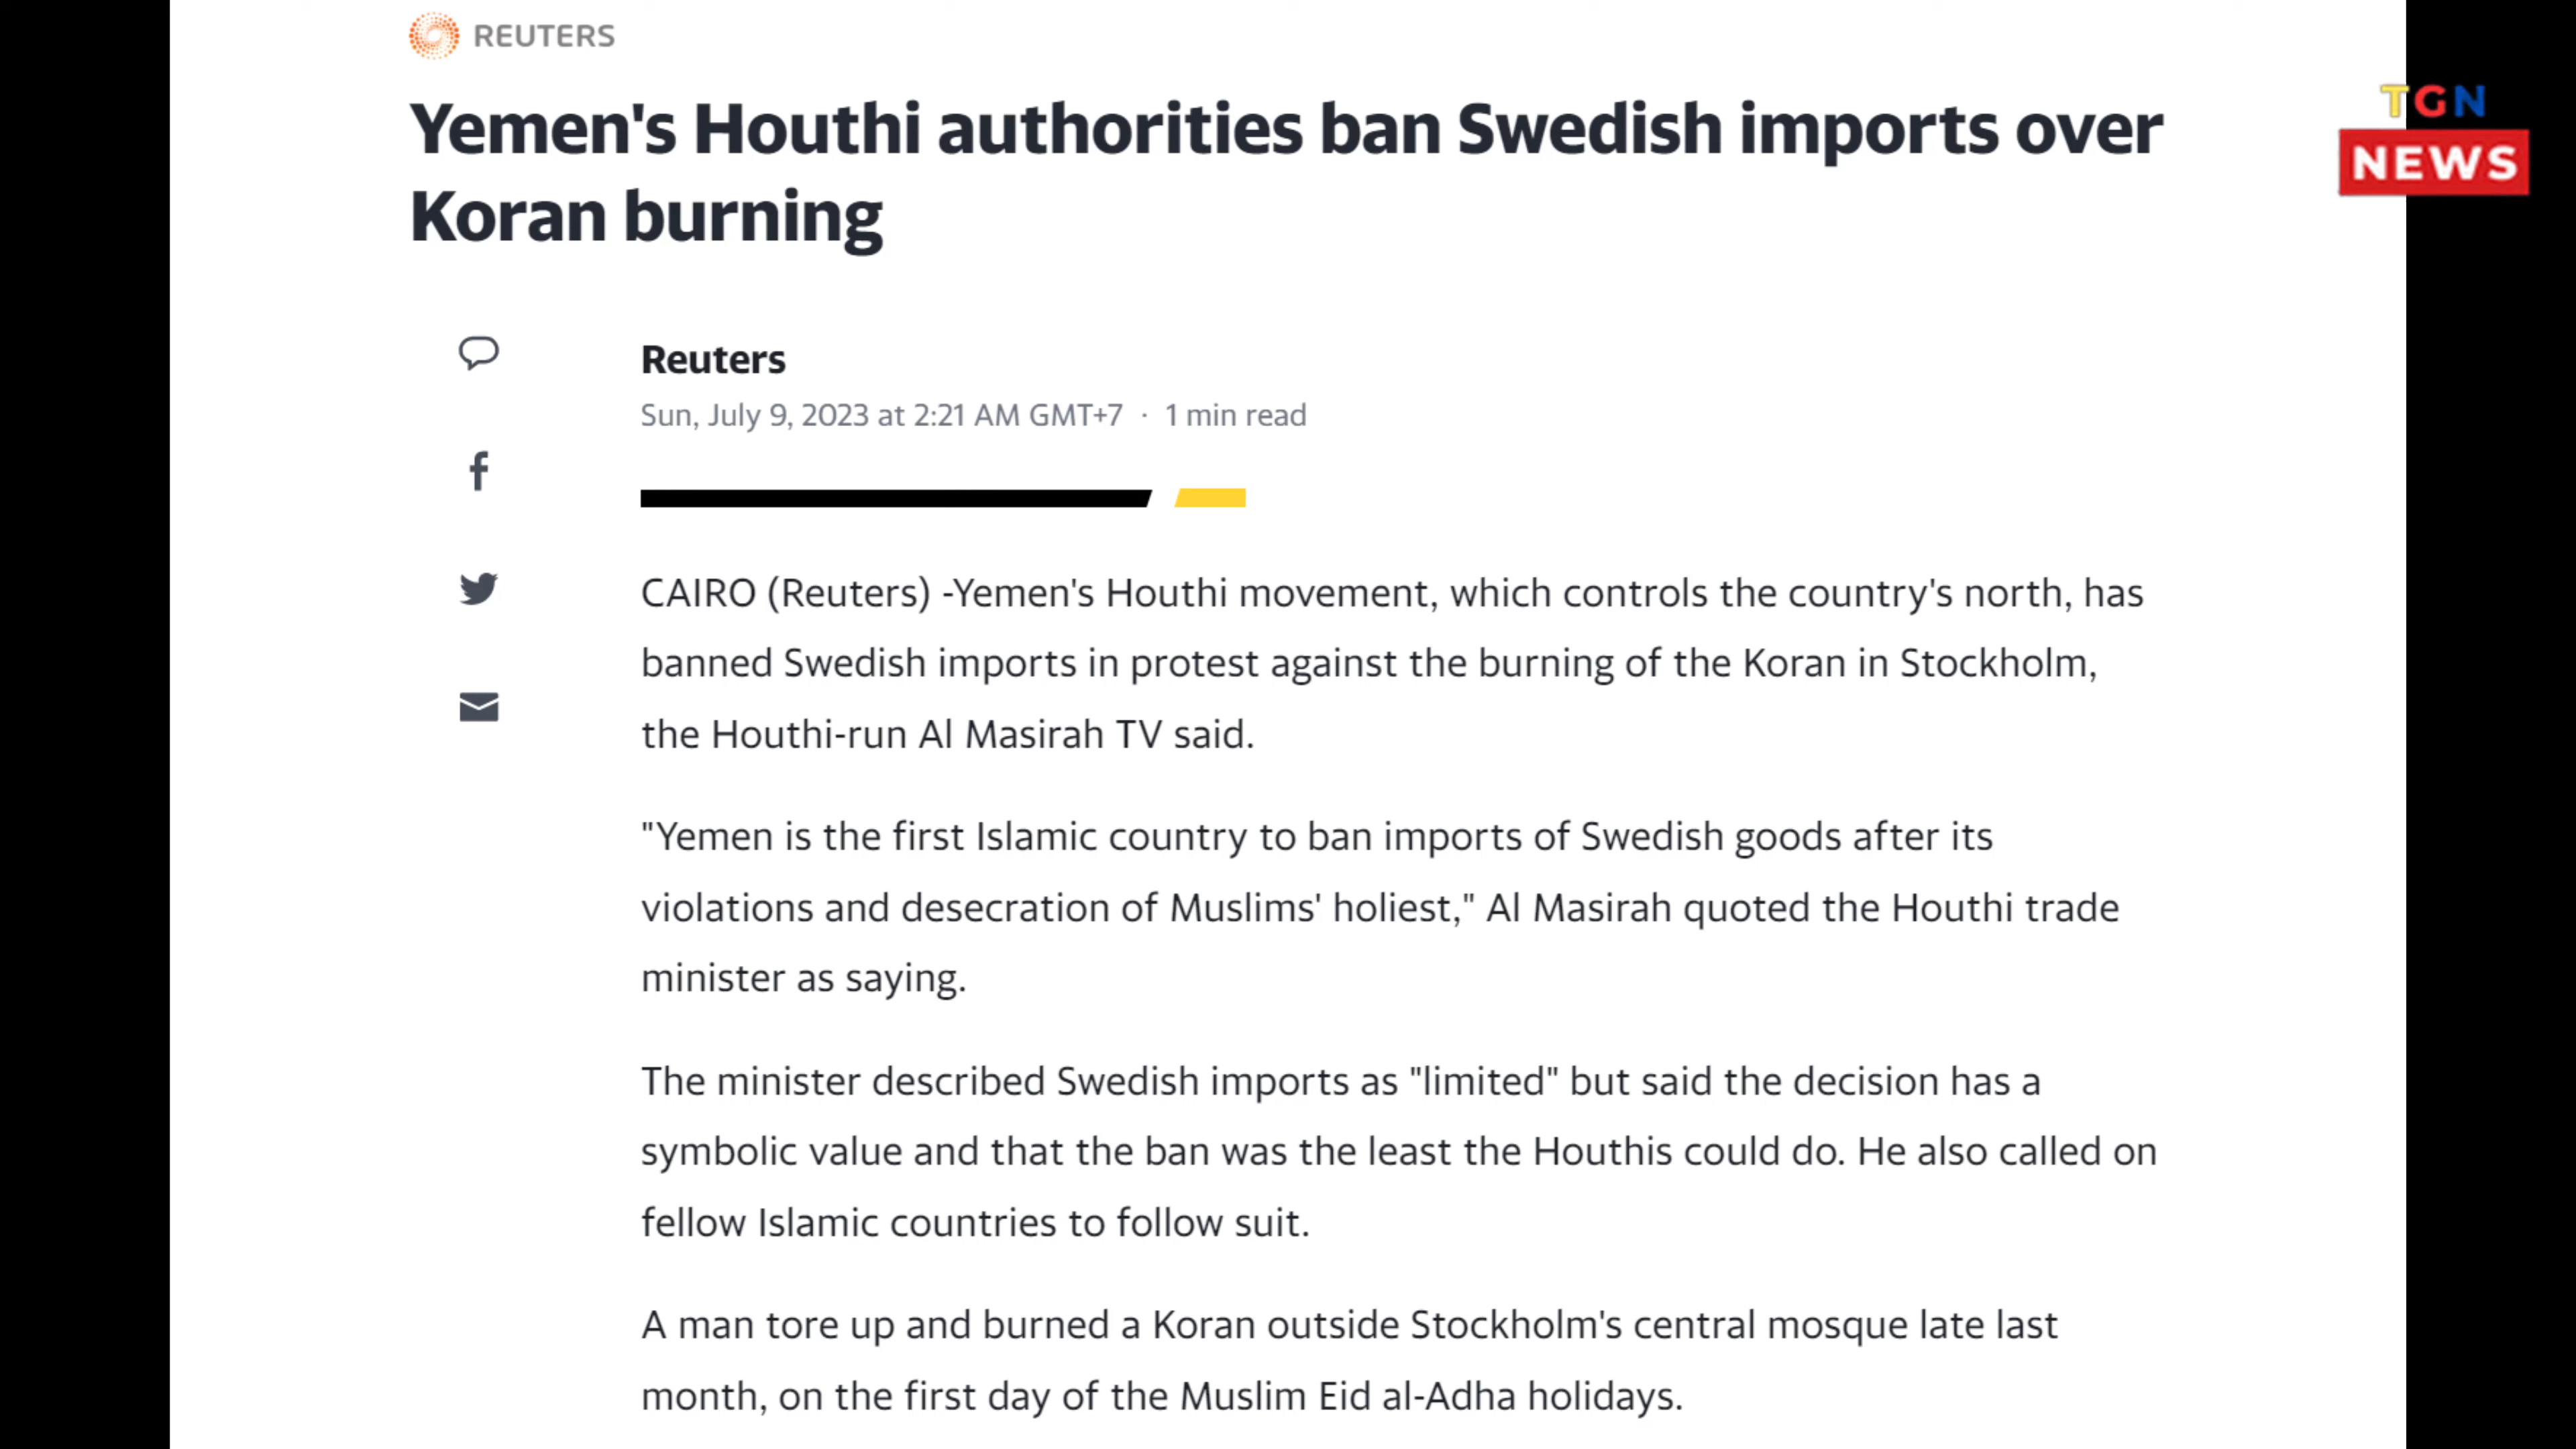 REUTERS
TGN
NEWS
Yemen's Houthi authorities ban Swedish imports over
Koran burning
Reuters
Sun, July 9, 2023 at 2:21 AM GMT+7 · 1 min read
CAIRO (Reuters) -Yemen's Houthi movement, which controls the country's north, has
banned Swedish imports in protest against the burning of the Koran in Stockholm,
the Houthi-run Al Masirah TV said.
"Yemen is the first Islamic country to ban imports of Swedish goods after its
violations and desecration of Muslims' holiest," Al Masirah quoted the Houthi trade
minister as saying.
The minister described Swedish imports as "limited" but said the decision has a
symbolic value and that the ban was the least the Houthis could do. He also called on
fellow Islamic countries to follow suit.
A man tore up and burned a Koran outside Stockholm's central mosque late last
month, on the first day of the Muslim Eid al-Adha holidays.